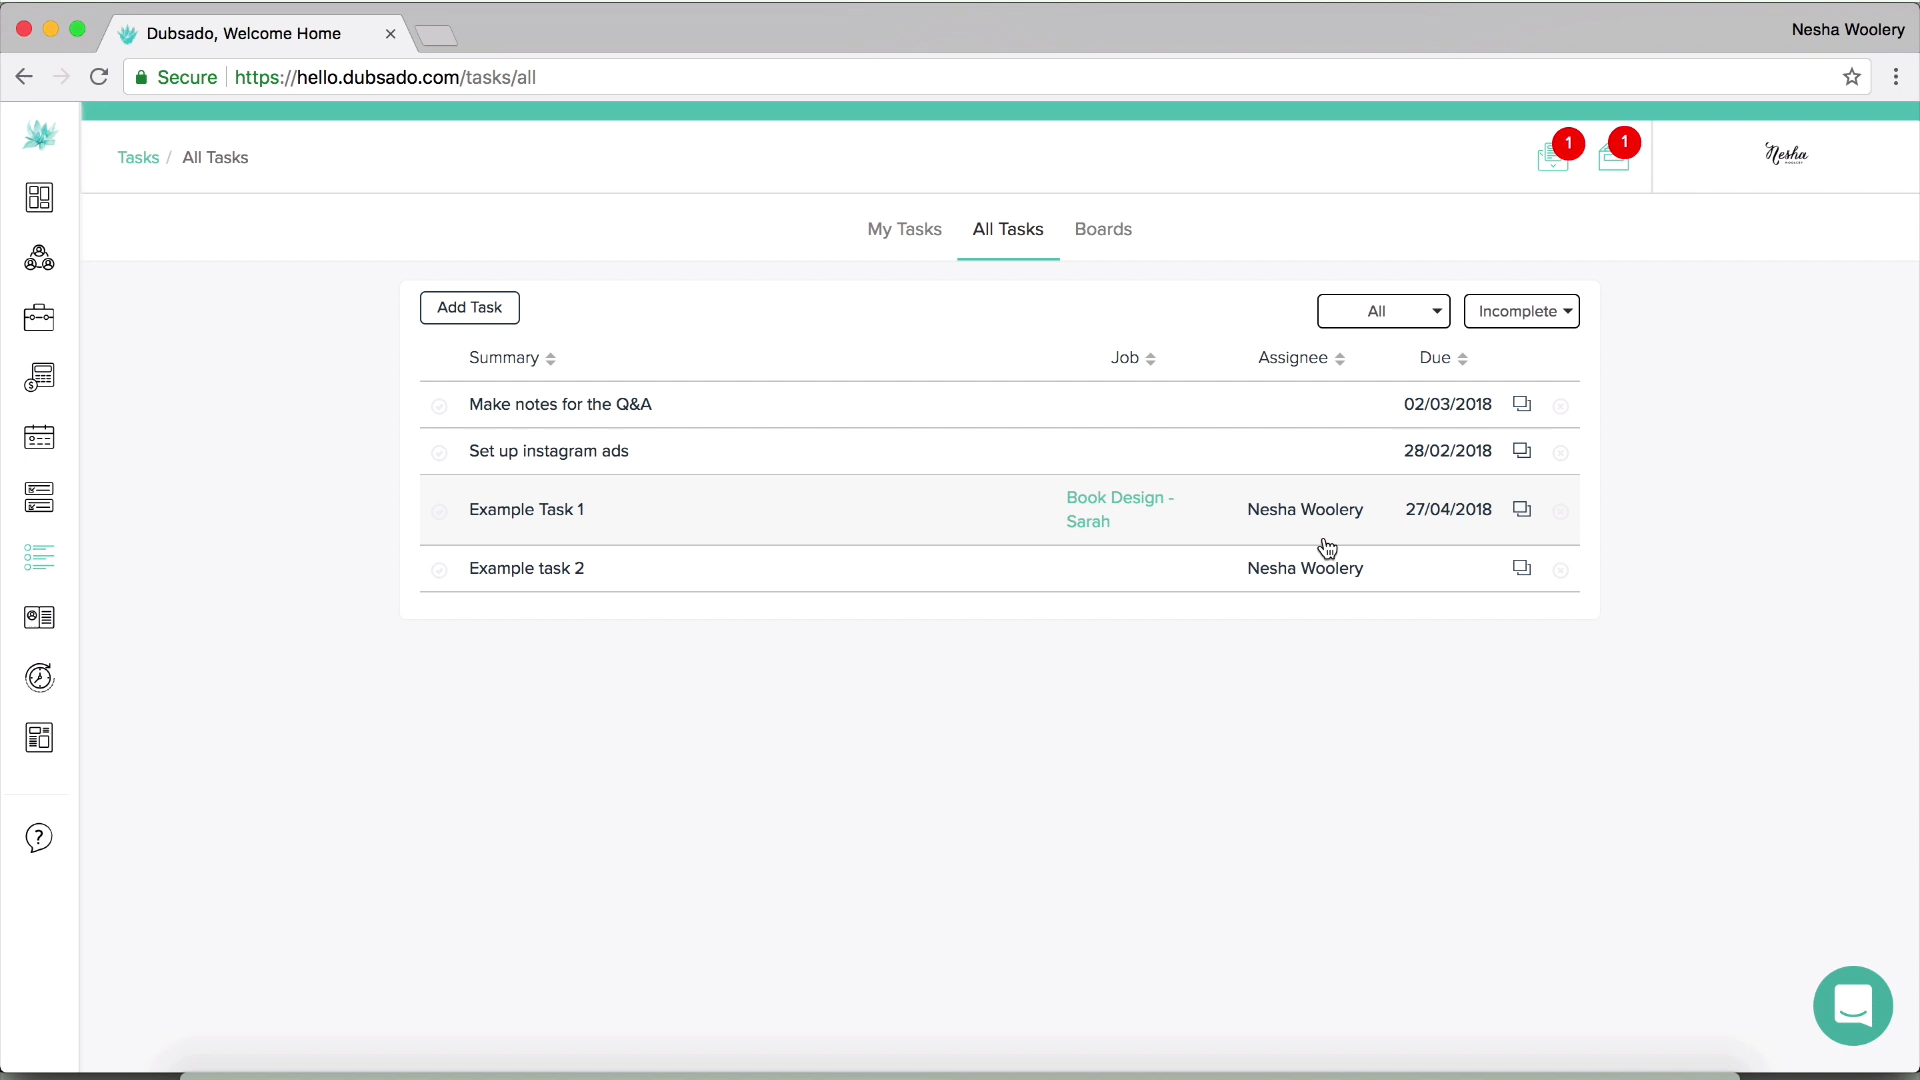 Dubsado, Welcome Home
Nesha Woolery
Secure https://hello.dubsado.com/tasks/all
Tasks / All Tasks
1
1
Nesha
WOOLERY
My Tasks All Tasks Boards
Add Task
All
Incomplete
Summary Job Assignee Due
Make notes for the Q&A 02/03/2018
Set up instagram ads 28/02/2018
Example Task 1 Book Design - Nesha Woolery 27/04/2018
Sarah
Example task 2 Nesha Woolery